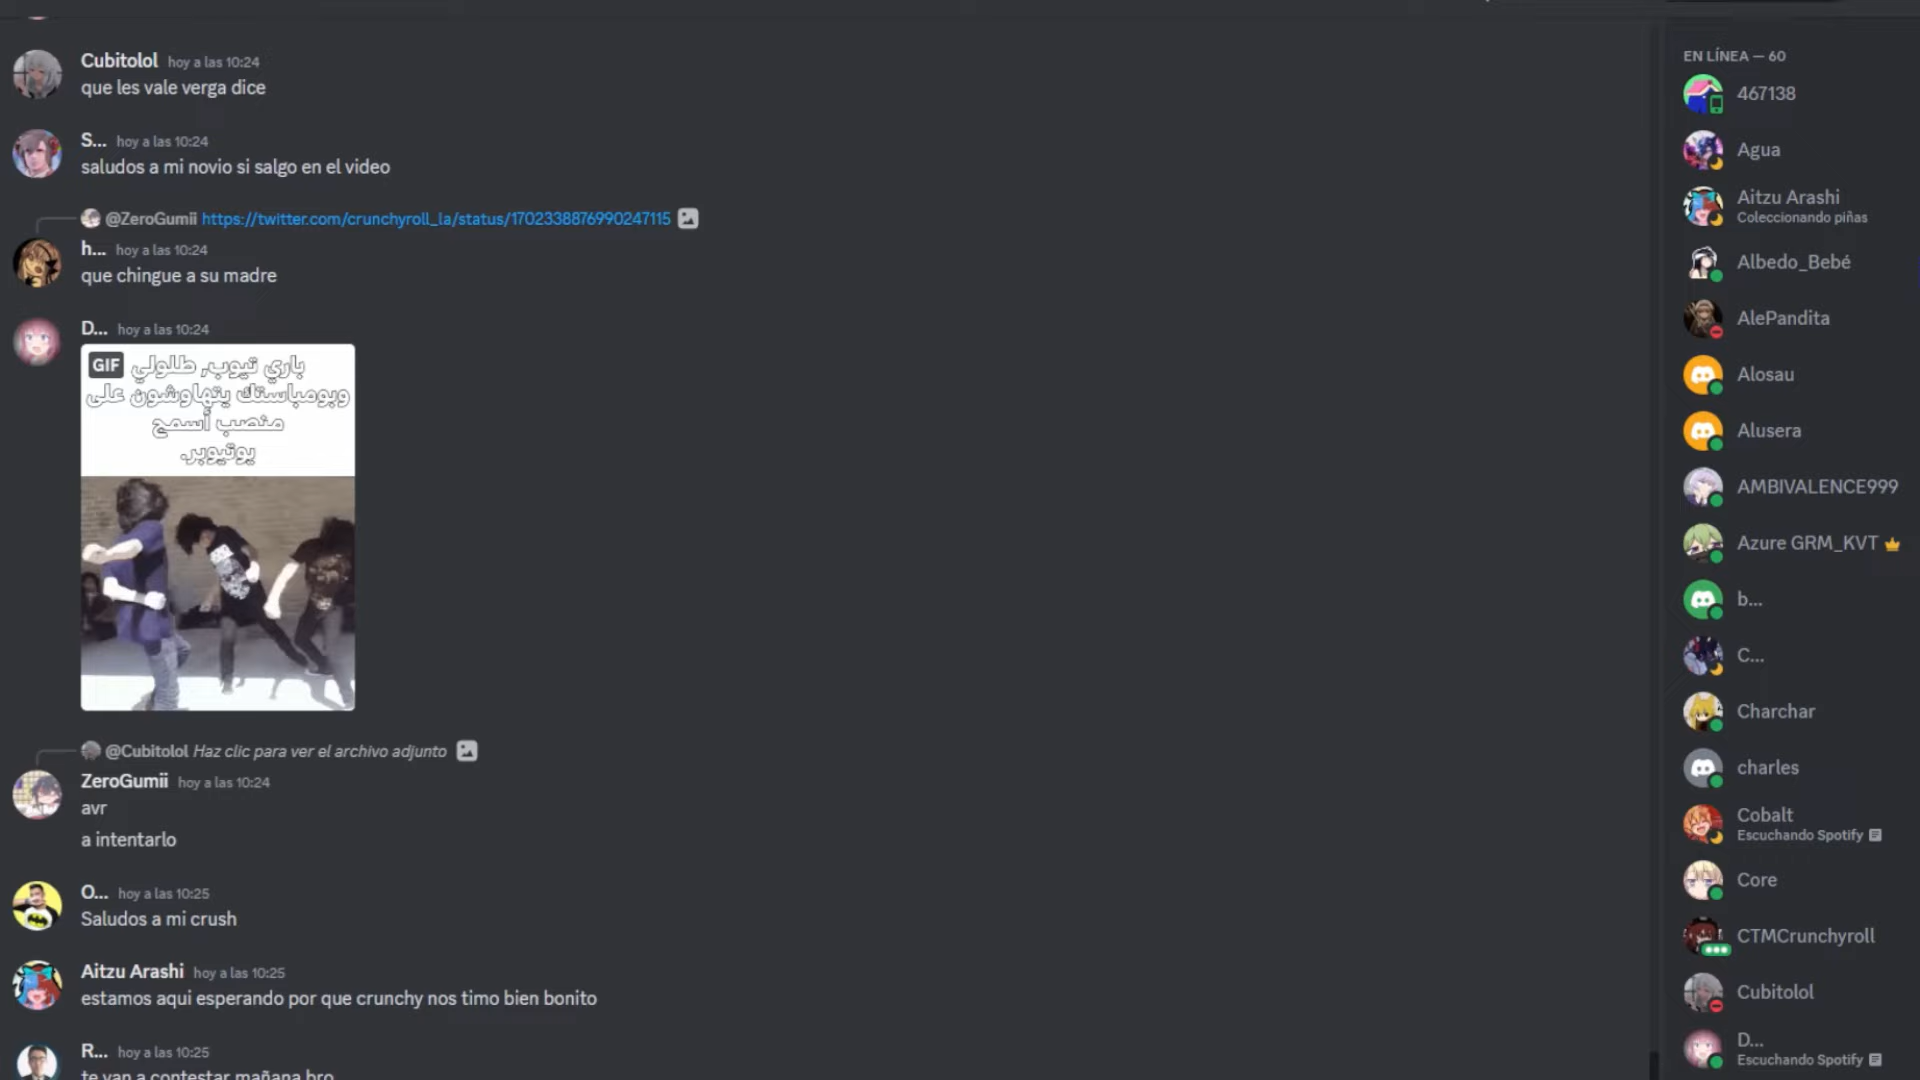 Cubitolol hoy a las 10:24
que les vale verga dice
S... hoy a las 10:24
saludos a mi novio si salgo en el video
@ZeroGumii https://twitter.com/crunchyroll_la/status/1702338876990247115
h... hoy a las 10:24
que chingue a su madre
D... hoy a las 10:24
GIF
باري تيوب, طلولي
وبومباستك يتهاوشون على
منصب أسمح
يوتيوبر.
@Cubitolol Haz clic para ver el archivo adjunto
ZeroGumii hoy a las 10:24
avr
a intentarlo
O... hoy a las 10:25
Saludos a mi crush
Aitzu Arashi hoy a las 10:25
estamos aqui esperando por que crunchy nos timo bien bonito
R... hoy a las 10:25
te van a contestar mañana bro
EN LÍNEA — 60
467138
Agua
Aitzu Arashi
Coleccionando piñas
Albedo_Bebé
AlePandita
Alosau
Alusera
AMBIVALENCE999
Azure GRM_KVT
b...
C...
Charchar
charles
Cobalt
Escuchando Spotify
Core
CTMCrunchyroll
Cubitolol
D...
Escuchando Spotify